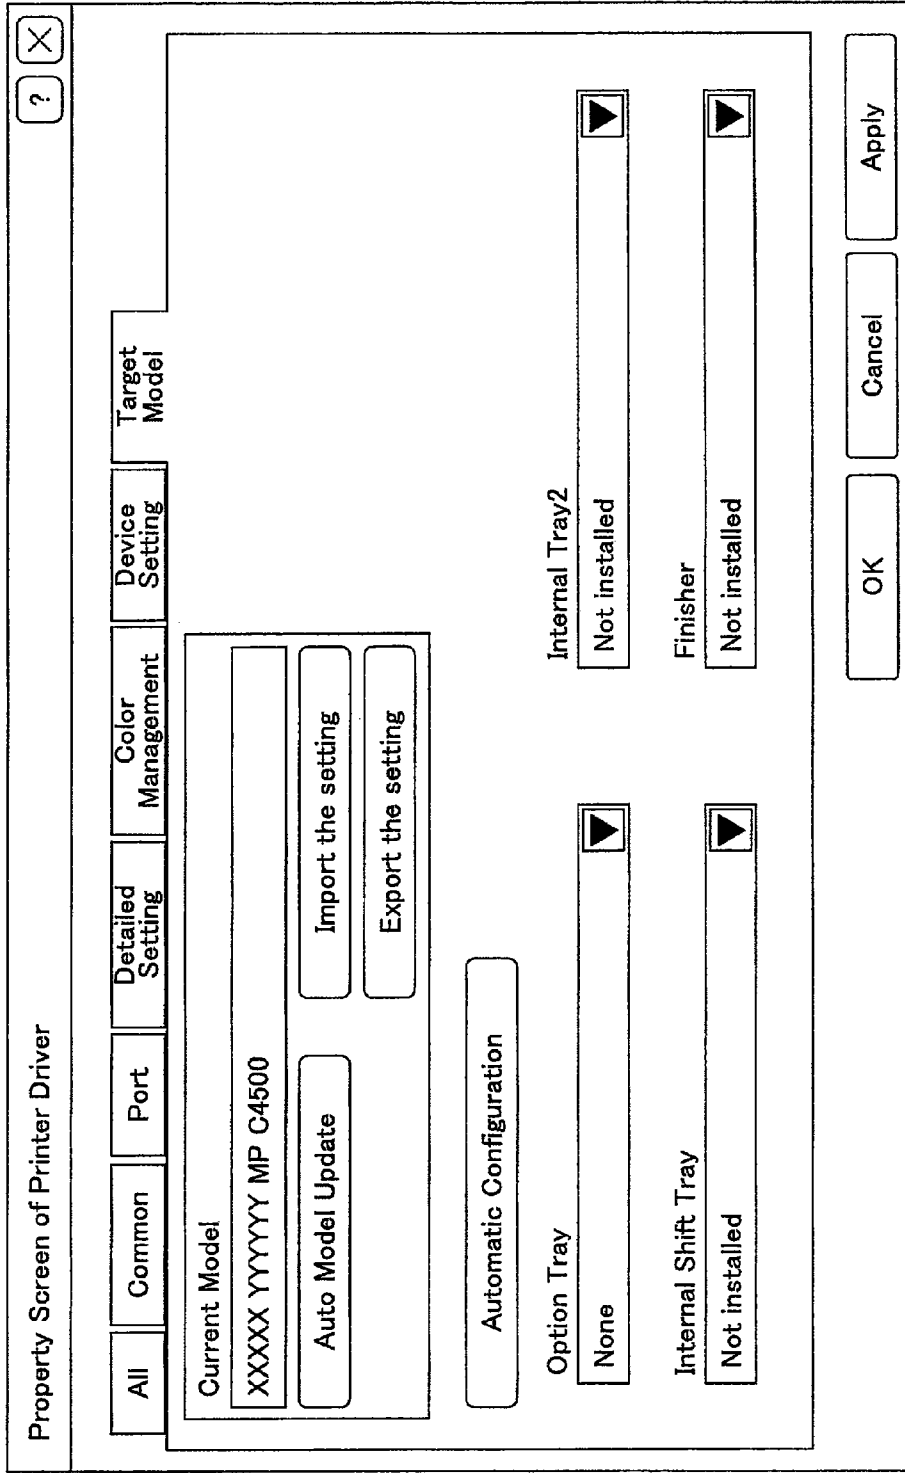 Property Screen of Printer Driver
? X
All
Common
Port
Detailed
Setting
Color
Management
Device
Setting
Target
Model
Current Model
XXXXX YYYYYY MP C4500
Auto Model Update
Import the setting
Export the setting
Automatic Configuration
Option Tray
None
Internal Tray2
Not installed
Internal Shift Tray
Not installed
Finisher
Not installed
OK
Cancel
Apply